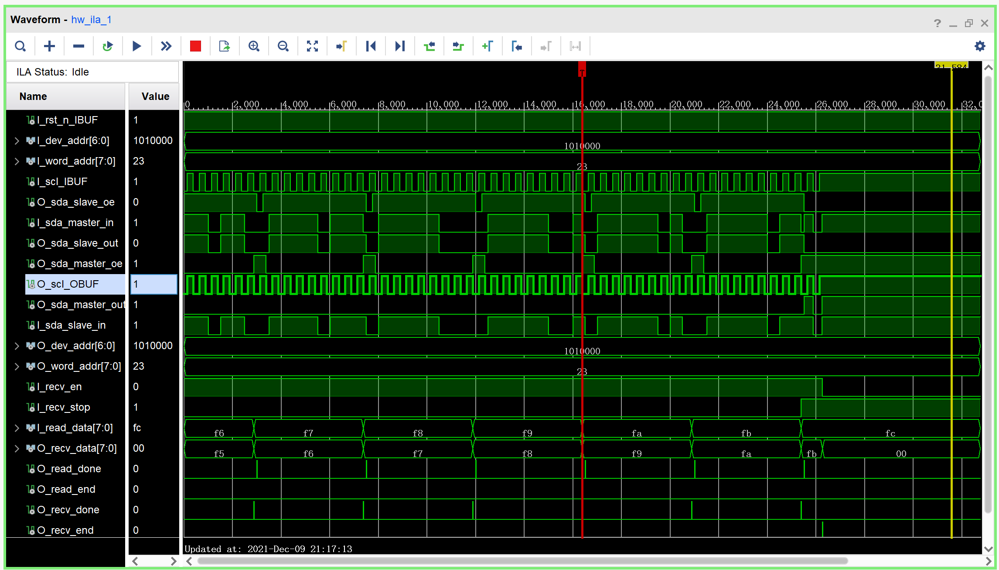 Waveform - hw_ila_1
ILA Status: Idle
Name Value
0 2,000 4,000 6,000 8,000 10,000 12,000 14,000 16,000 18,000 20,000 22,000 24,000 26,000 28,000 30,000 32,0
31,584
I_rst_n_IBUF 1
I_dev_addr[6:0] 1010000 1010000
I_word_addr[7:0] 23 23
I_scl_IBUF 1
O_sda_slave_oe 0
I_sda_master_in 1
O_sda_slave_out 0
O_sda_master_oe 1
O_scl_OBUF 1
O_sda_master_out 1
I_sda_slave_in 1
O_dev_addr[6:0] 1010000 1010000
O_word_addr[7:0] 23 23
I_recv_en 0
I_recv_stop 1
I_read_data[7:0] fc f6 f7 f8 f9 fa fb fc
O_recv_data[7:0] 00 f5 f6 f7 f8 f9 fa fb 00
O_read_done 0
O_read_end 0
O_recv_done 0
O_recv_end 0
Updated at: 2021-Dec-09 21:17:13